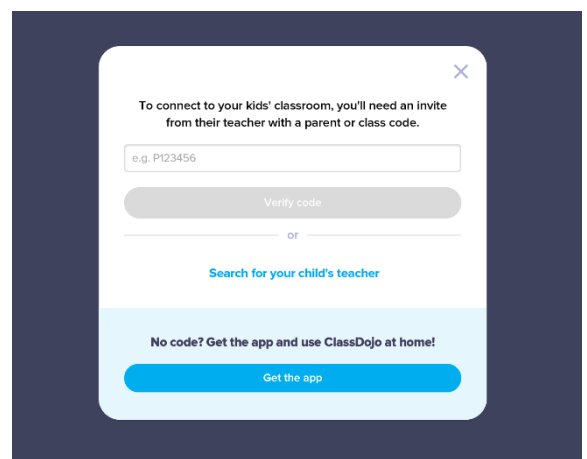 To connect to your kids' classroom, you'll need an invite
from their teacher with a parent or class code.
e.g. P123456
Verify code
or
Search for your child's teacher
No code? Get the app and use ClassDojo at home!
Get the app